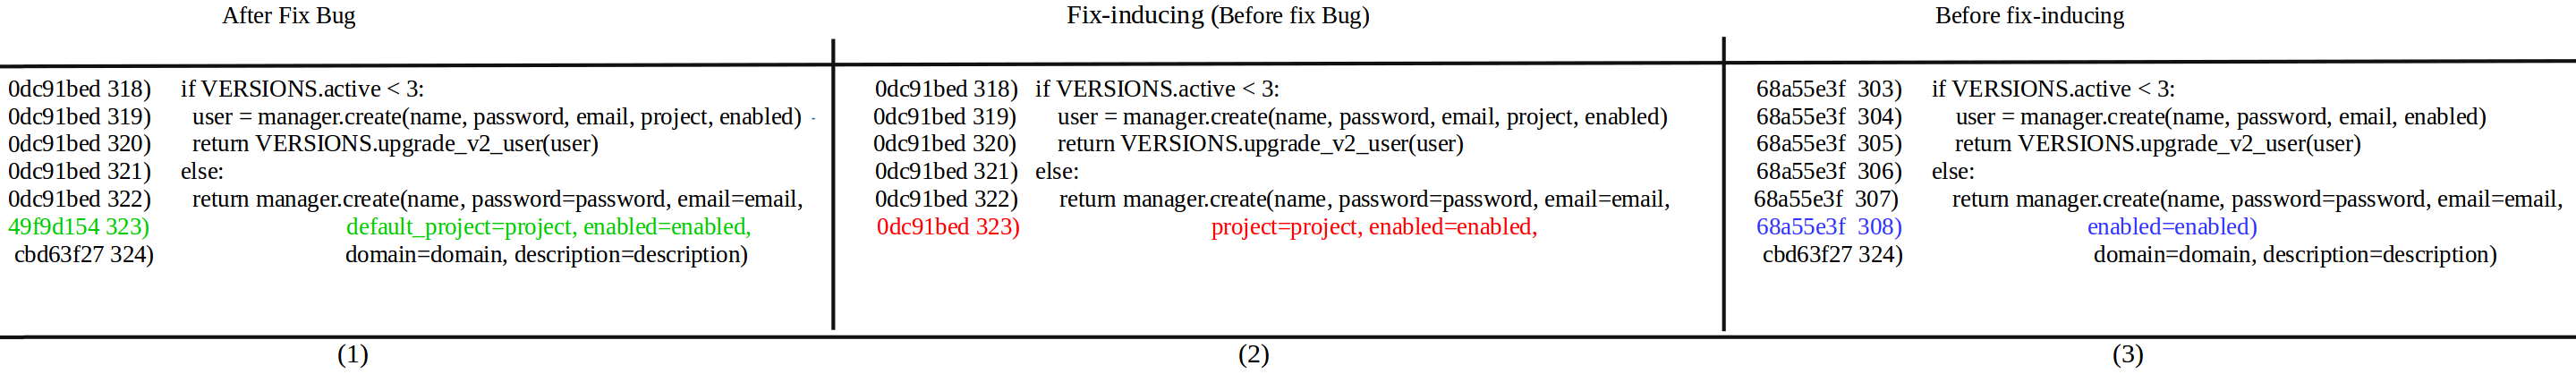 After Fix Bug
0dc91bed 318) if VERSIONS.active < 3:
0dc91bed 319) user = manager.create(name, password, email, project, enabled) -
0dc91bed 320) return VERSIONS.upgrade_v2_user(user)
0dc91bed 321) else:
0dc91bed 322) return manager.create(name, password=password, email=email,
49f9d154 323) default_project=project, enabled=enabled,
cbd63f27 324) domain=domain, description=description)
(1)
Fix-inducing (Before fix Bug)
0dc91bed 318) if VERSIONS.active < 3:
0dc91bed 319) user = manager.create(name, password, email, project, enabled)
0dc91bed 320) return VERSIONS.upgrade_v2_user(user)
0dc91bed 321) else:
0dc91bed 322) return manager.create(name, password=password, email=email,
0dc91bed 323) project=project, enabled=enabled,
(2)
Before fix-inducing
68a55e3f 303) if VERSIONS.active < 3:
68a55e3f 304) user = manager.create(name, password, email, enabled)
68a55e3f 305) return VERSIONS.upgrade_v2_user(user)
68a55e3f 306) else:
68a55e3f 307) return manager.create(name, password=password, email=email,
68a55e3f 308) enabled=enabled)
cbd63f27 324) domain=domain, description=description)
(3)